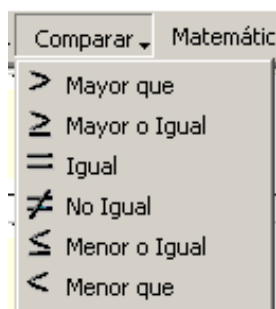 Comparar Matemátic
> Mayor que
≥ Mayor o Igual
= Igual
≠ No Igual
≤ Menor o Igual
< Menor que